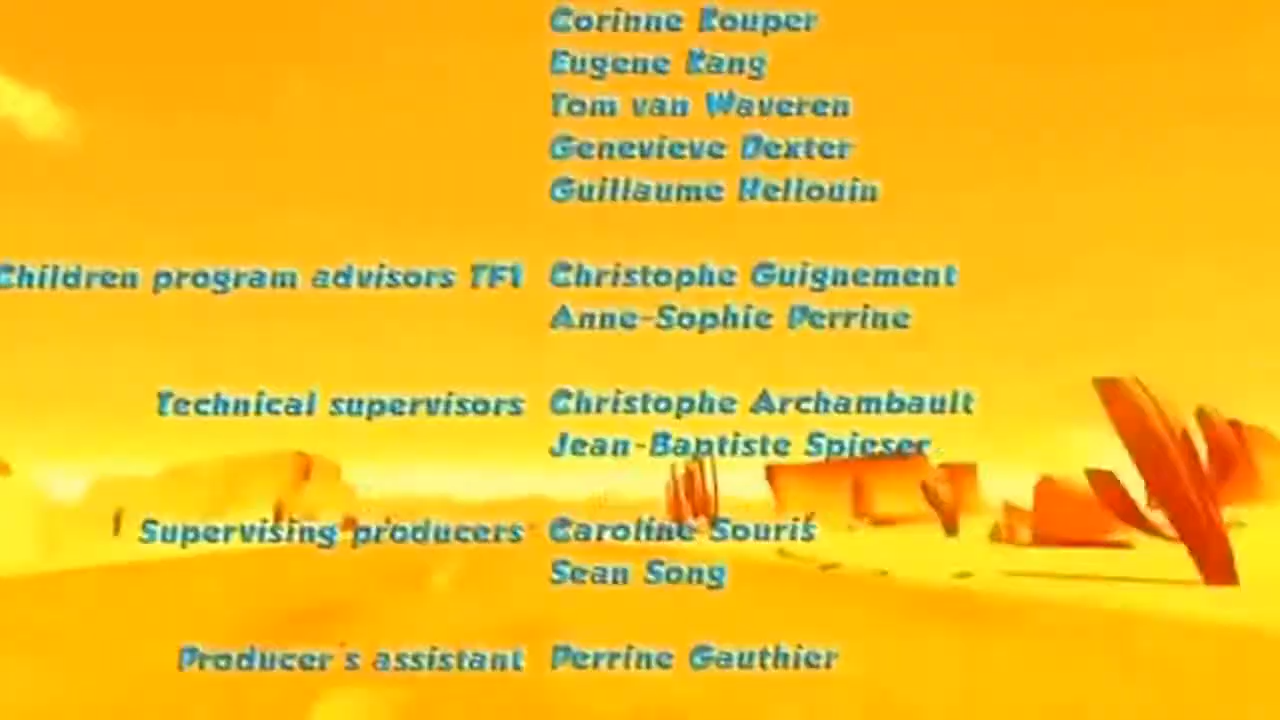 Corinne Kouper
Eugene Kang
Tom van Waveren
Genevieve Dexter
Guillaume Hellouin
Children program advisors TF1 Christophe Guignement
Anne-Sophie Perrine
Technical supervisors Christophe Archambault
Jean-Baptiste Spieser
Supervising producers Caroline Souris
Sean Song
Producer's assistant Perrine Gauthier